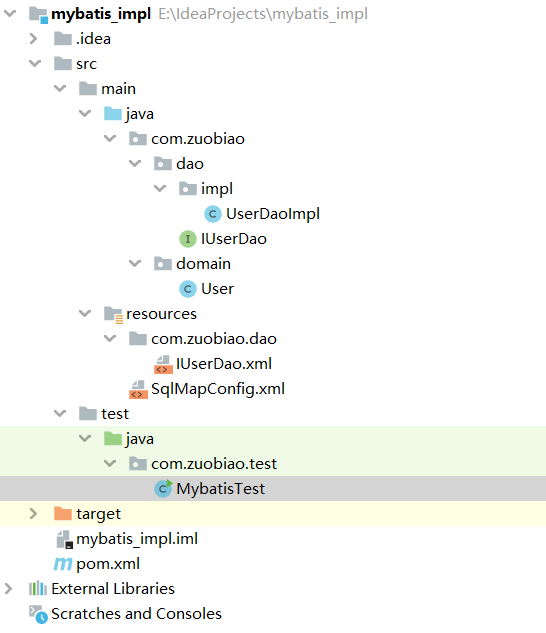 mybatis_impl E:\IdeaProjects\mybatis_impl
.idea
src
main
java
com.zuobiao
dao
impl
UserDaoImpl
IUserDao
domain
User
resources
com.zuobiao.dao
IUserDao.xml
SqlMapConfig.xml
test
java
com.zuobiao.test
MybatisTest
target
mybatis_impl.iml
pom.xml
External Libraries
Scratches and Consoles